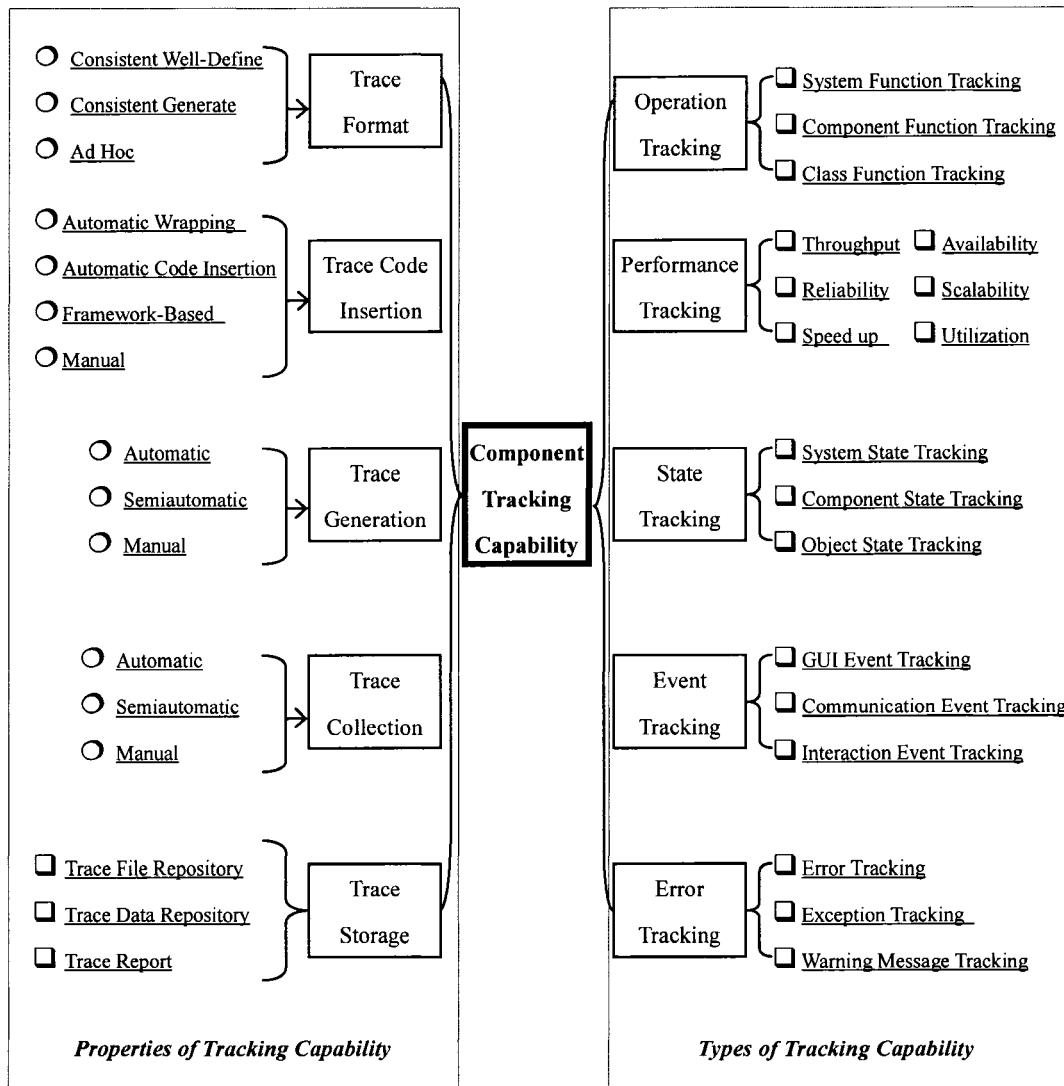 Consistent Well-Define
Consistent Generate
Ad Hoc
Trace
Format
Automatic Wrapping
Automatic Code Insertion
Framework-Based
Manual
Trace Code
Insertion
Automatic
Semiautomatic
Manual
Trace
Generation
Automatic
Semiautomatic
Manual
Trace
Collection
Trace File Repository
Trace Data Repository
Trace Report
Trace
Storage
Properties of Tracking Capability
Component
Tracking
Capability
Operation
Tracking
System Function Tracking
Component Function Tracking
Class Function Tracking
Performance
Tracking
Throughput Availability
Reliability Scalability
Speed up Utilization
State
Tracking
System State Tracking
Component State Tracking
Object State Tracking
Event
Tracking
GUI Event Tracking
Communication Event Tracking
Interaction Event Tracking
Error
Tracking
Error Tracking
Exception Tracking
Warning Message Tracking
Types of Tracking Capability